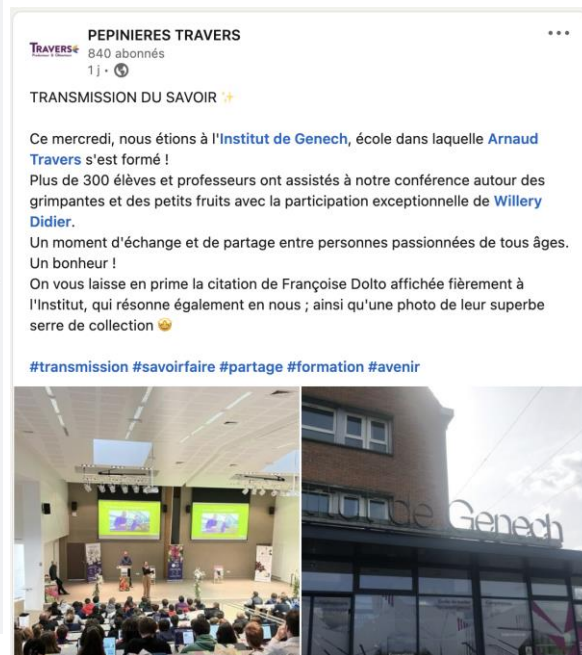 PEPINIERES TRAVERS
TRAVERS
840 abonnés
1 j •
TRANSMISSION DU SAVOIR ✨
Ce mercredi, nous étions à l'Institut de Genech, école dans laquelle Arnaud
Travers s'est formé !
Plus de 300 élèves et professeurs ont assistés à notre conférence autour des
grimpantes et des petits fruits avec la participation exceptionnelle de Willery
Didier.
Un moment d'échange et de partage entre personnes passionnées de tous âges.
Un bonheur !
On vous laisse en prime la citation de Françoise Dolto affichée fièrement à
l'Institut, qui résonne également en nous ; ainsi qu'une photo de leur superbe
serre de collection 🤩
#transmission #savoirfaire #partage #formation #avenir
de Genech